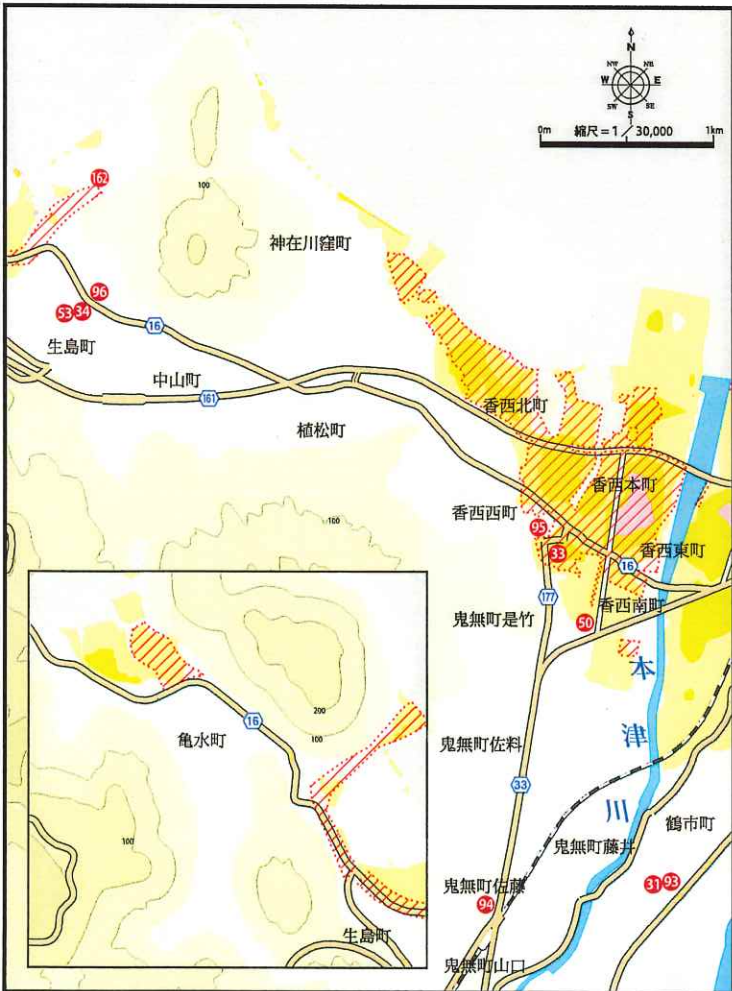 N
NW
NE
W
E
SW
SE
S
0m
縮尺=1/30,000
1km
162
100
神在川窪町
96
53
34
生島町
16
中山町
161
植松町
香西北町
香西本町
100
香西西町
95
33
香西東町
16
177
香西南町
鬼無町是竹
50
本津川
16
200
100
亀水町
鬼無町佐料
33
100
鶴市町
鬼無町藤井
31
93
鬼無町佐藤
94
生島町
鬼無町山口